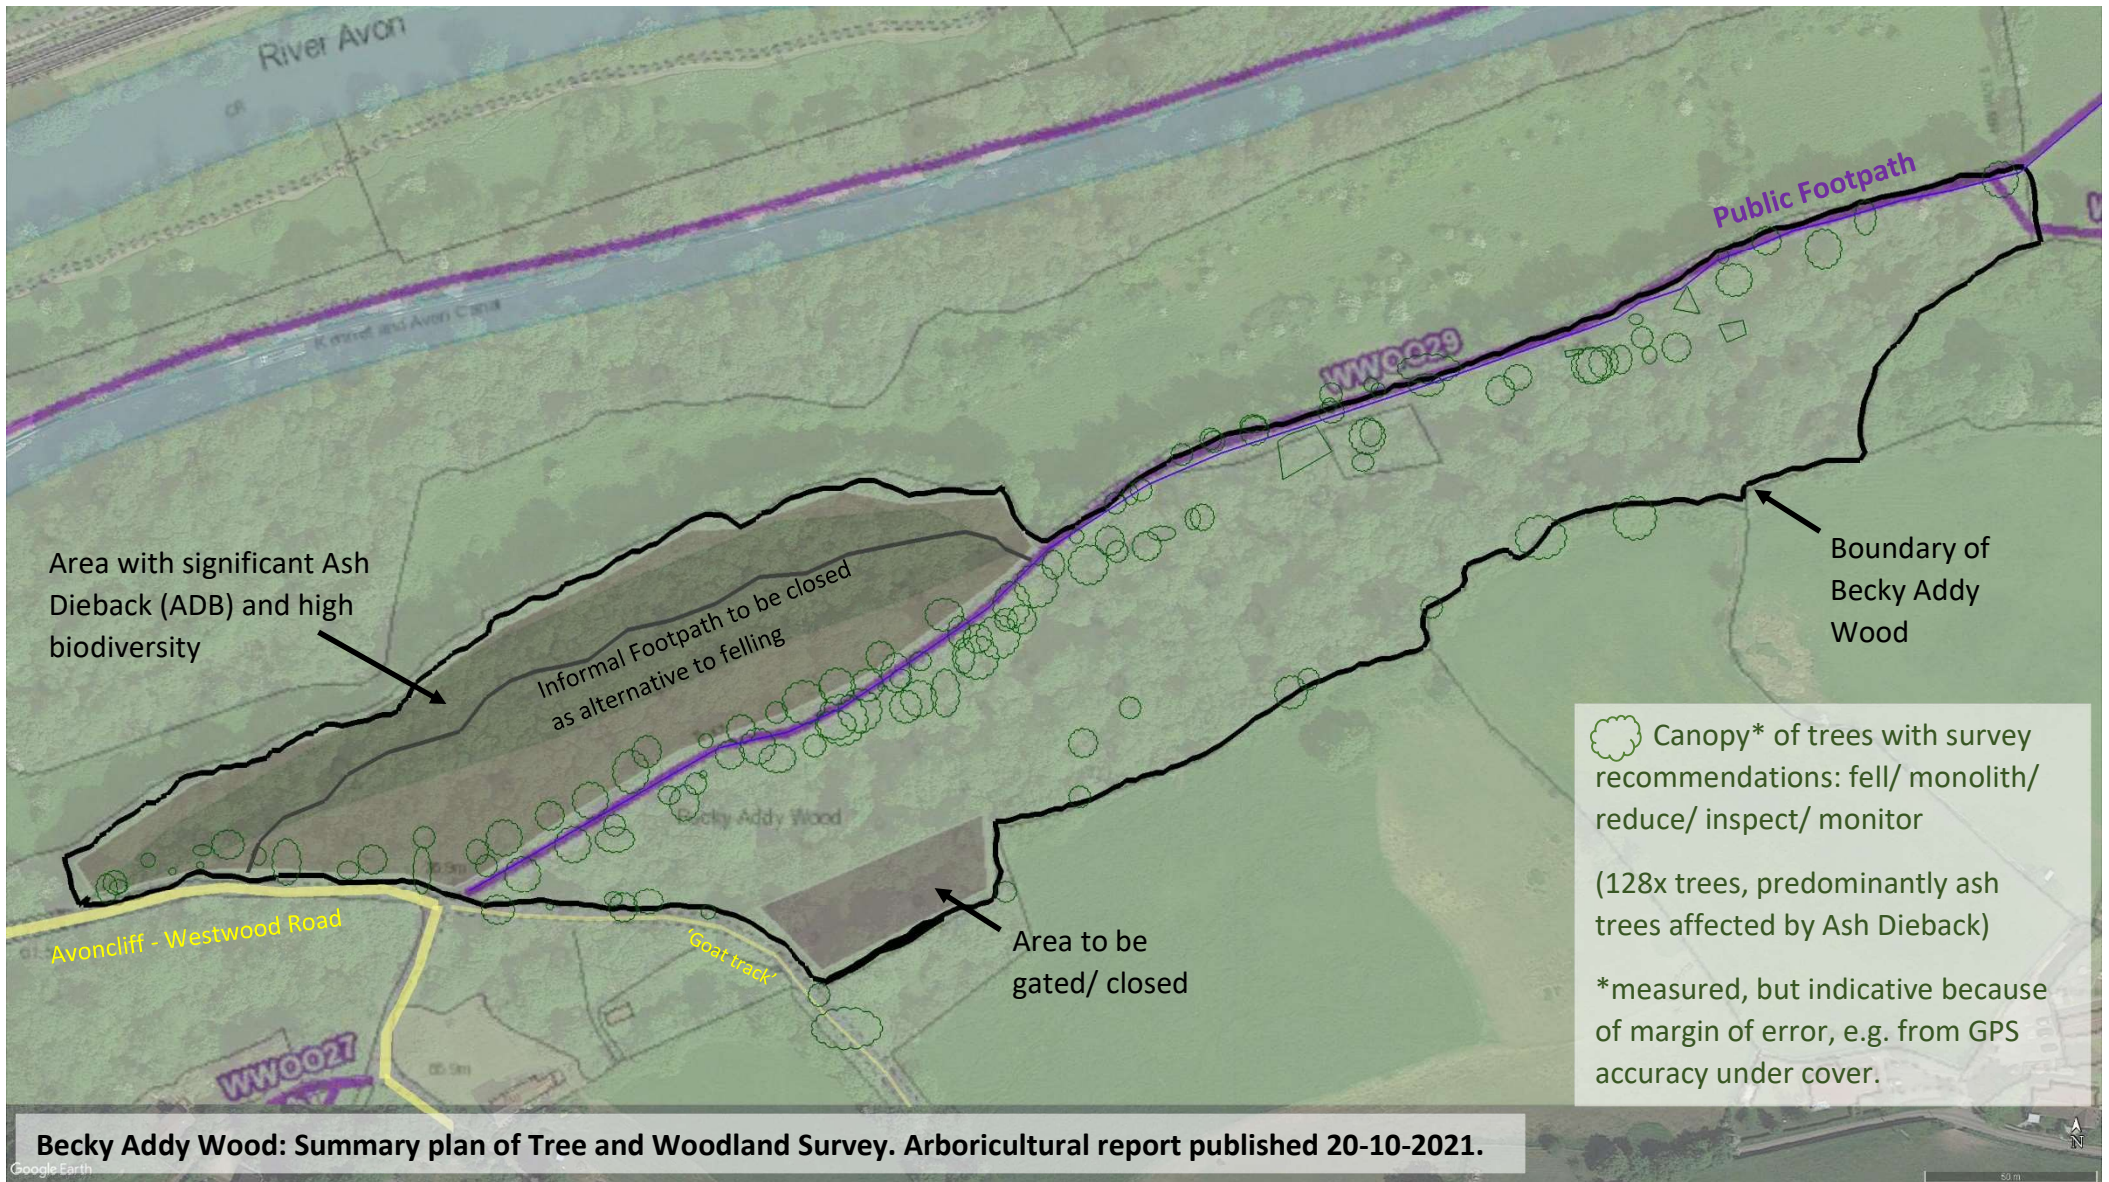 River Avon
CR
Kennet and Avon Canal
Public Footpath
WWOO29
Area with significant Ash
Dieback (ADB) and high
biodiversity
Informal Footpath to be closed
as alternative to felling
Boundary of
Becky Addy
Wood
Becky Addy Wood
Avoncliff - Westwood Road
'Goat track'
Area to be
gated/ closed
WWOO27
Canopy* of trees with survey
recommendations: fell/ monolith/
reduce/ inspect/ monitor
(128x trees, predominantly ash
trees affected by Ash Dieback)
*measured, but indicative because
of margin of error, e.g. from GPS
accuracy under cover.
Becky Addy Wood: Summary plan of Tree and Woodland Survey. Arboricultural report published 20-10-2021.
Google Earth
N
50 m